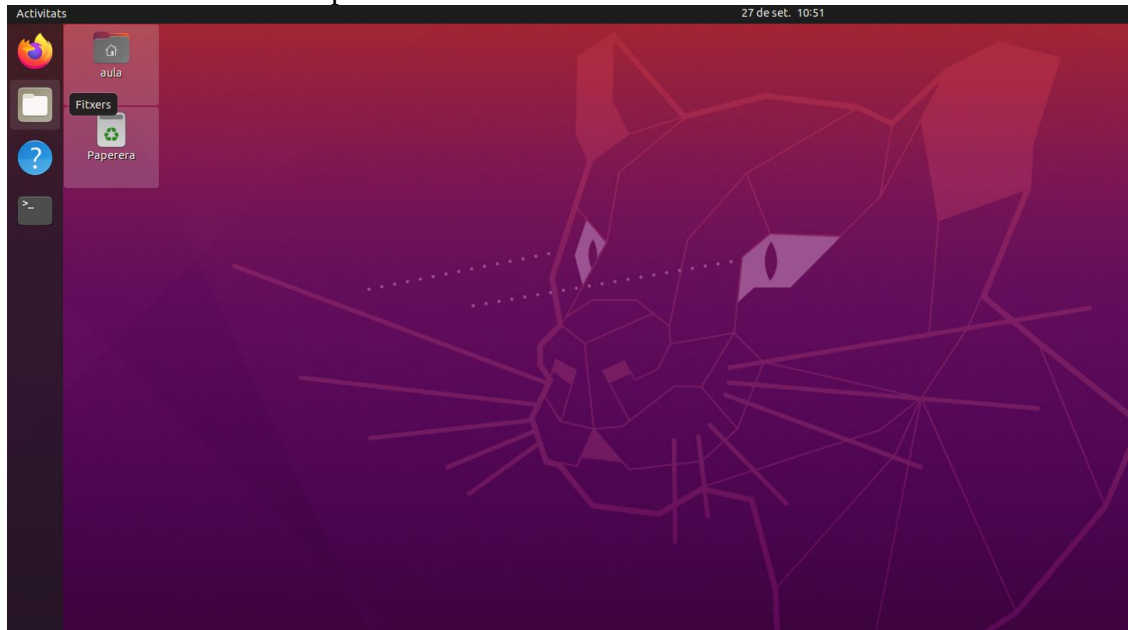 Activitats
27 de set. 10:51
aula
Fitxers
Paperera
?
>_